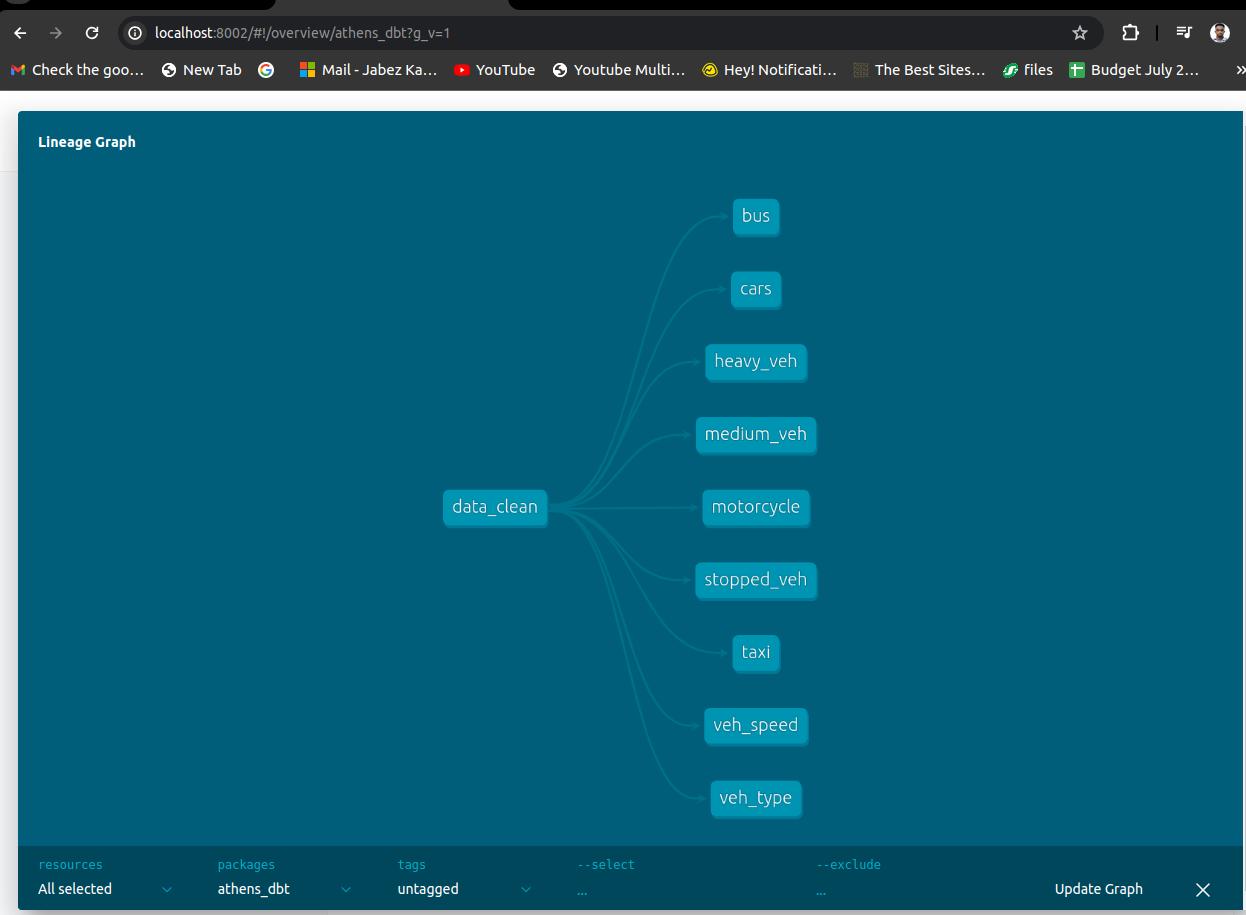 localhost:8002/#!/overview/athens_dbt?g_v=1
Check the goo... New Tab Mail - Jabez Ka... YouTube Youtube Multi... Hey! Notificati... The Best Sites... files Budget July 2... »
Lineage Graph
bus
cars
heavy_veh
medium_veh
motorcycle
data_clean
stopped_veh
taxi
veh_speed
veh_type
resources packages tags --select --exclude
All selected athens_dbt untagged ... ... Update Graph